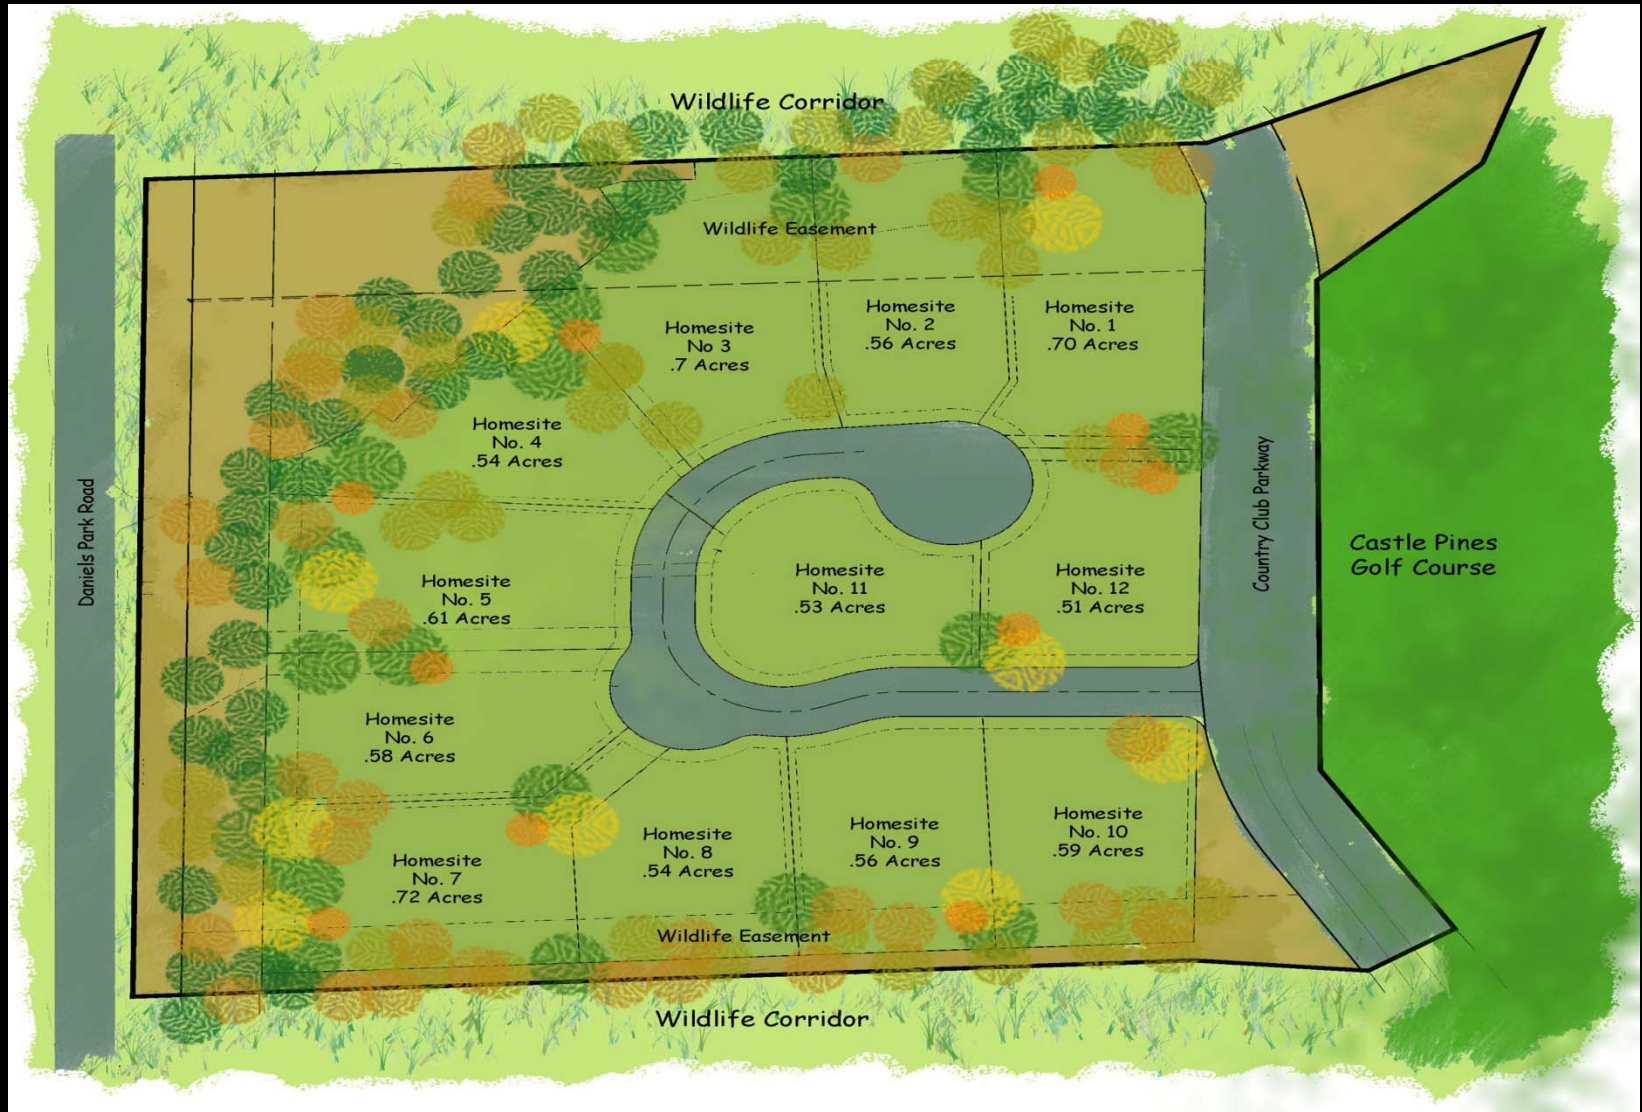 Wildlife Corridor
Wildlife Easement
Homesite
No. 1
.70 Acres
Homesite
No. 2
.56 Acres
Homesite
No 3
.7 Acres
Homesite
No. 4
.54 Acres
Homesite
No. 5
.61 Acres
Homesite
No. 6
.58 Acres
Homesite
No. 7
.72 Acres
Homesite
No. 8
.54 Acres
Homesite
No. 9
.56 Acres
Homesite
No. 10
.59 Acres
Homesite
No. 11
.53 Acres
Homesite
No. 12
.51 Acres
Daniels Park Road
Country Club Parkway
Castle Pines
Golf Course
Wildlife Easement
Wildlife Corridor